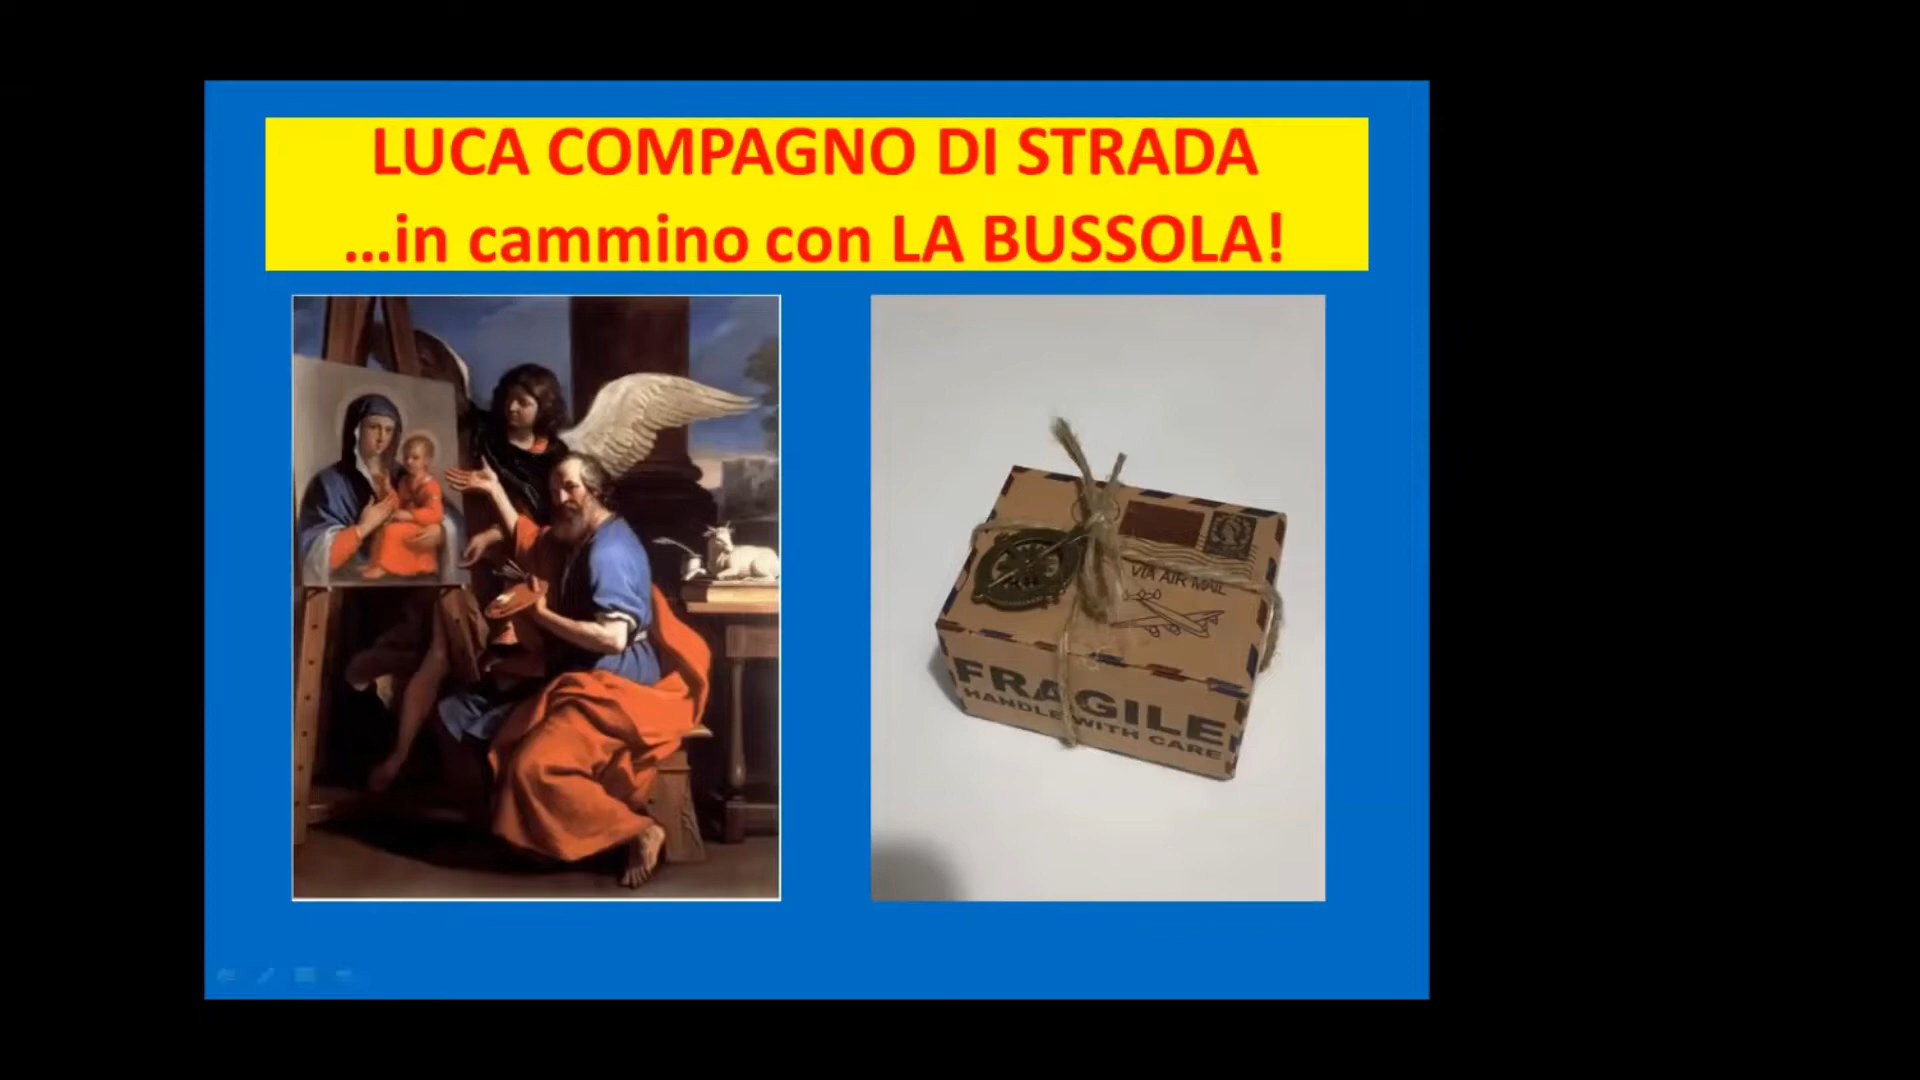 LUCA COMPAGNO DI STRADA
...in cammino con LA BUSSOLA!
VIA AIR MAIL
FRAGILE
HANDLE WITH CARE